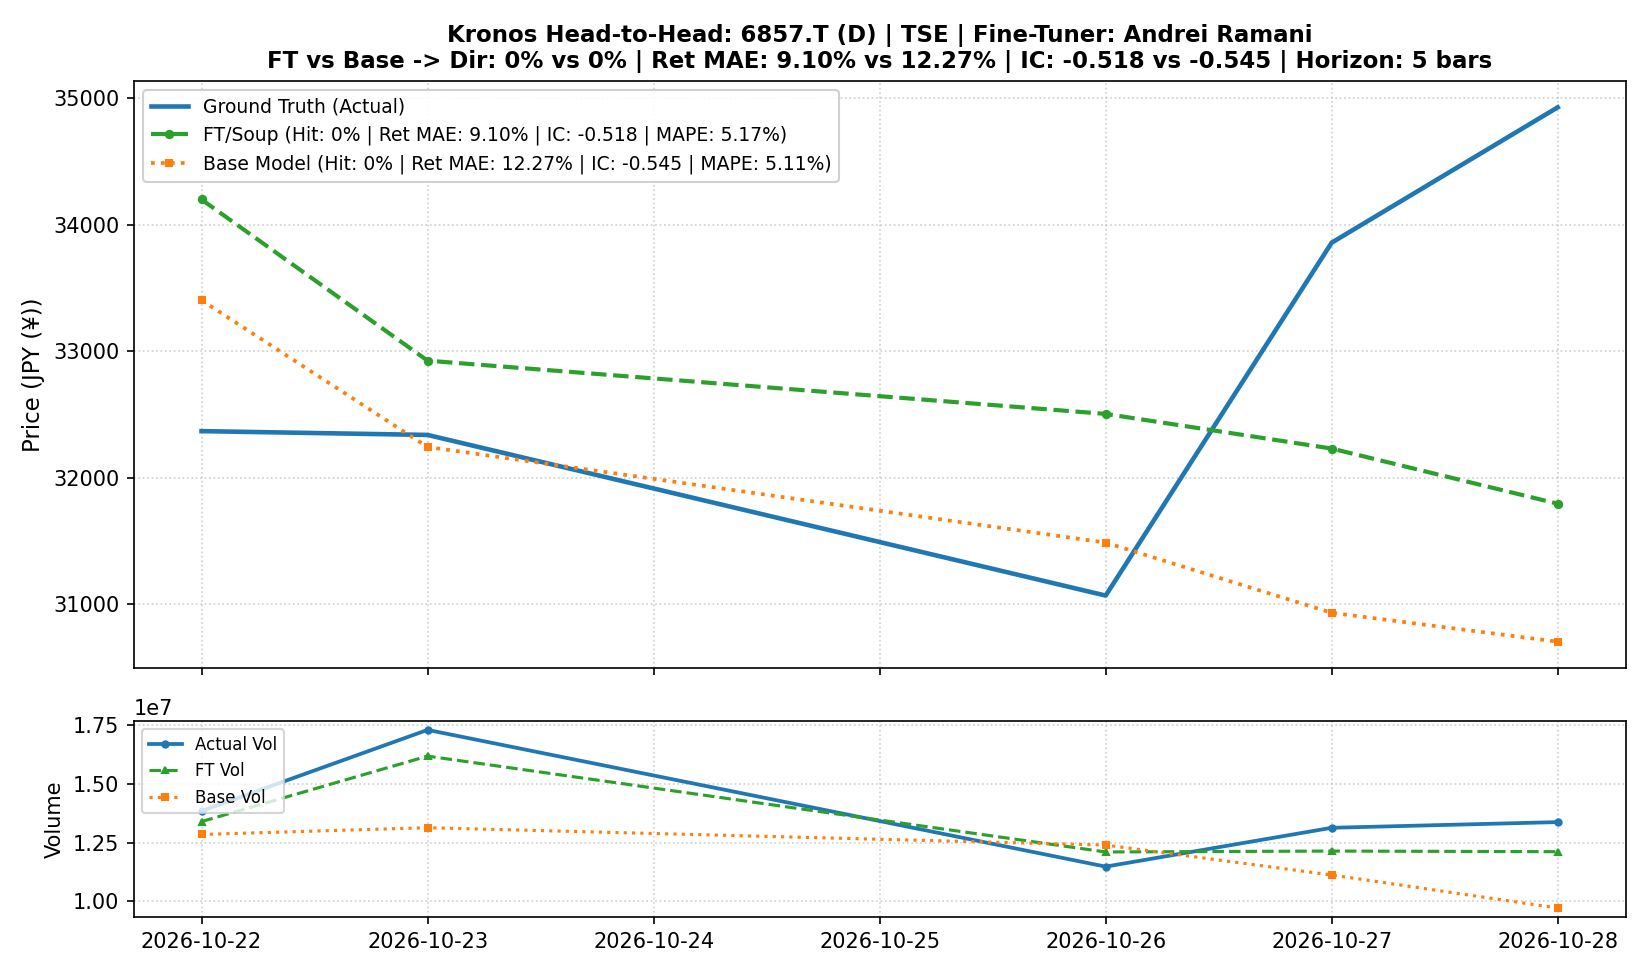 Kronos Head-to-Head: 6857.T (D) | TSE | Fine-Tuner: Andrei Ramani
FT vs Base -> Dir: 0% vs 0% | Ret MAE: 9.10% vs 12.27% | IC: -0.518 vs -0.545 | Horizon: 5 bars
Ground Truth (Actual)
FT/Soup (Hit: 0% | Ret MAE: 9.10% | IC: -0.518 | MAPE: 5.17%)
Base Model (Hit: 0% | Ret MAE: 12.27% | IC: -0.545 | MAPE: 5.11%)
Price (JPY (¥))
35000
34000
33000
32000
31000
1e7
Actual Vol
FT Vol
Base Vol
Volume
1.75
1.50
1.25
1.00
2026-10-22 2026-10-23 2026-10-24 2026-10-25 2026-10-26 2026-10-27 2026-10-28